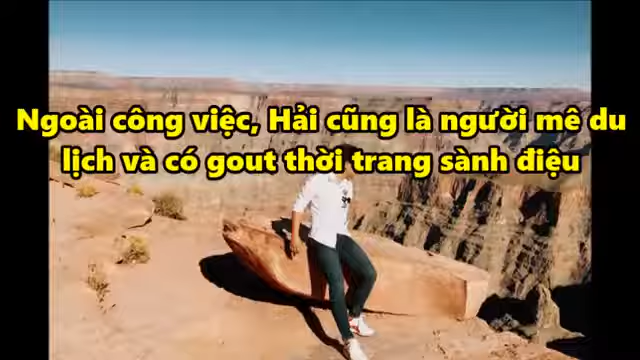 Ngoài công việc, Hải cũng là người mê du
lịch và có gout thời trang sành điệu